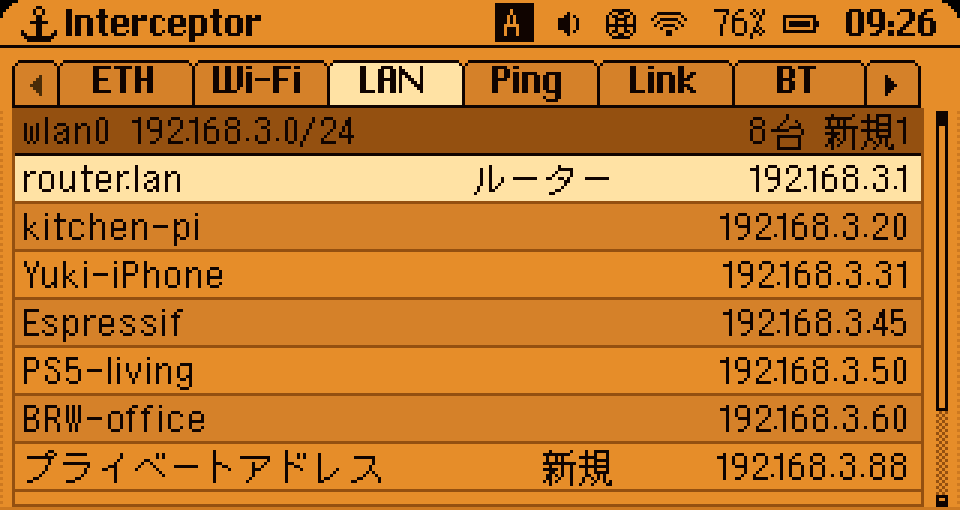 Interceptor A 76% 09:26
ETH Wi-Fi LAN Ping Link BT
wlan0 192.168.3.0/24 8台 新規1
router.lan ルーター 192.168.3.1
kitchen-pi 192.168.3.20
Yuki-iPhone 192.168.3.31
Espressif 192.168.3.45
PS5-living 192.168.3.50
BRW-office 192.168.3.60
プライベートアドレス 新規 192.168.3.88